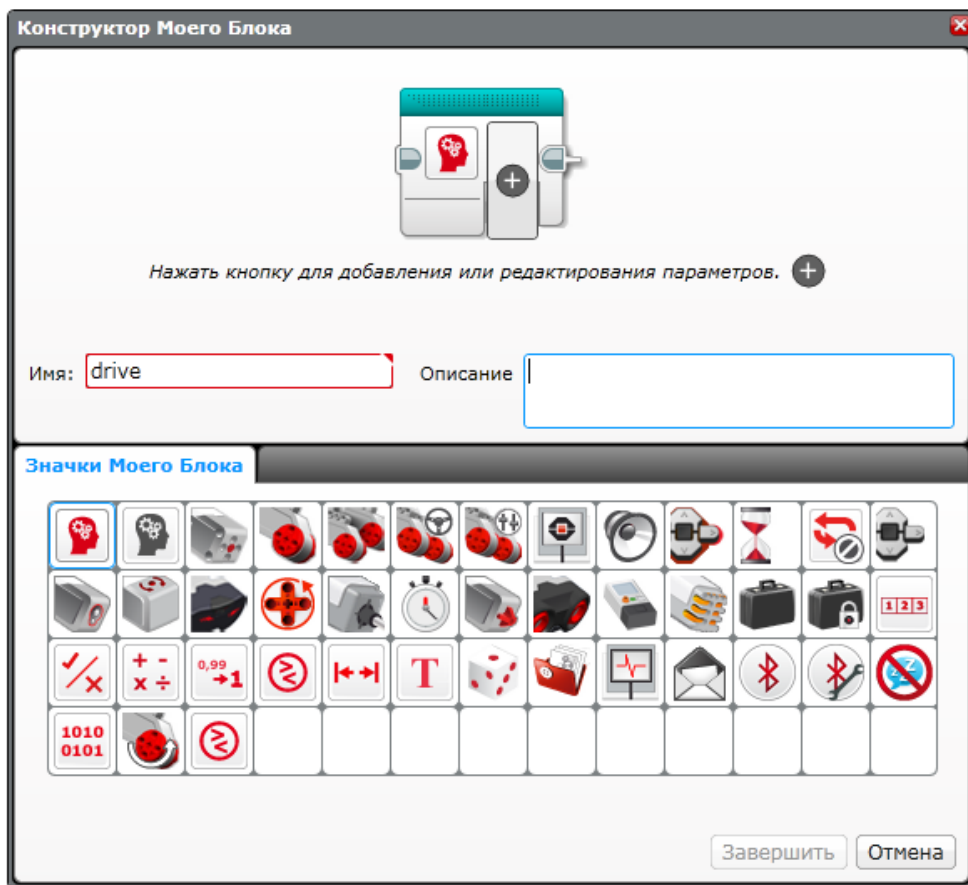 Конструктор Моего Блока
Нажать кнопку для добавления или редактирования параметров.
Имя: drive Описание
Значки Моего Блока
1 2 3
+ -
x ÷
0,99
→1
T
z z
1010
0101
Завершить Отмена